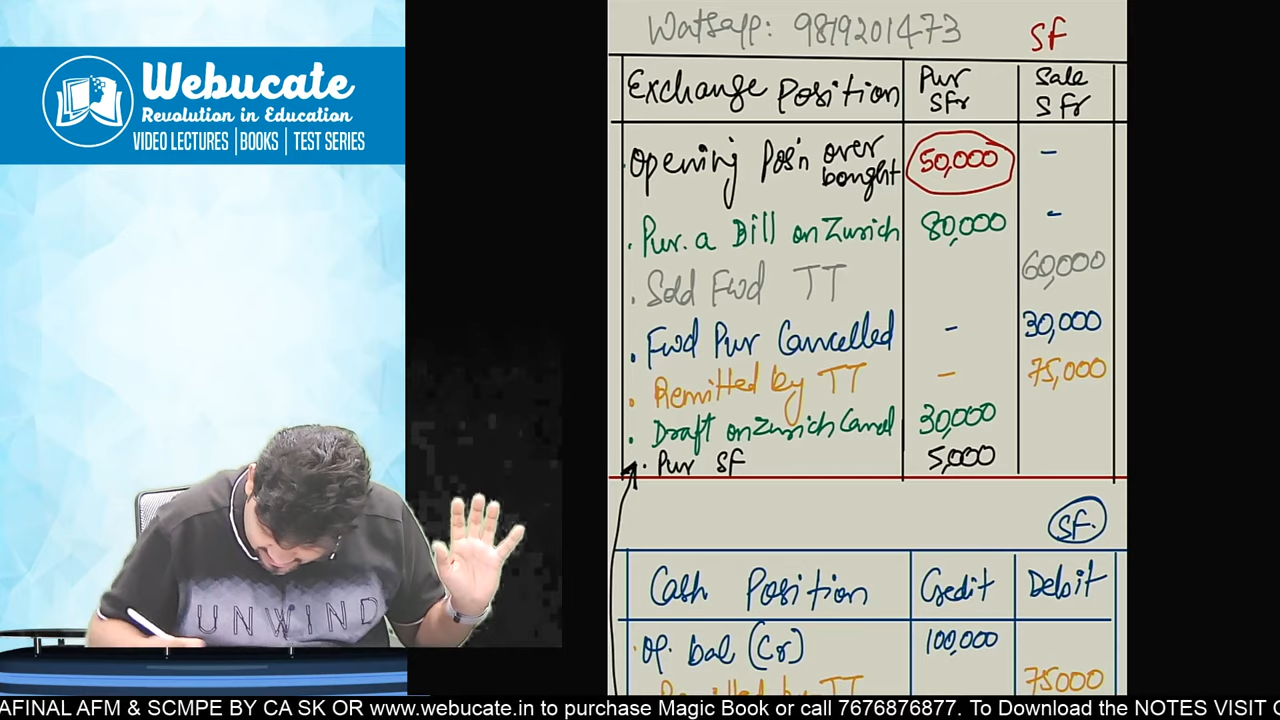 Webucate
Revolution in Education
VIDEO LECTURES | BOOKS | TEST SERIES
UNWIND
Watsapp: 9819201473 SF
Exchange Position Pur SFr Sale SFr
Opening Pos'n over bought 50,000 -
Pur. a Bill on Zurich 80,000 -
Sold Fwd TT 60,000
Fwd Pur Cancelled - 30,000
Remitted by TT - 75,000
Draft on Zurich Cancel 30,000
Pur SF 5,000
SF.
Cash Position Credit Debit
Op. bal (Cr) 100,000
Remitted by TT 75000
AFINAL AFM & SCMPE BY CA SK OR www.webucate.in to purchase Magic Book or call 7676876877. To Download the NOTES VISIT